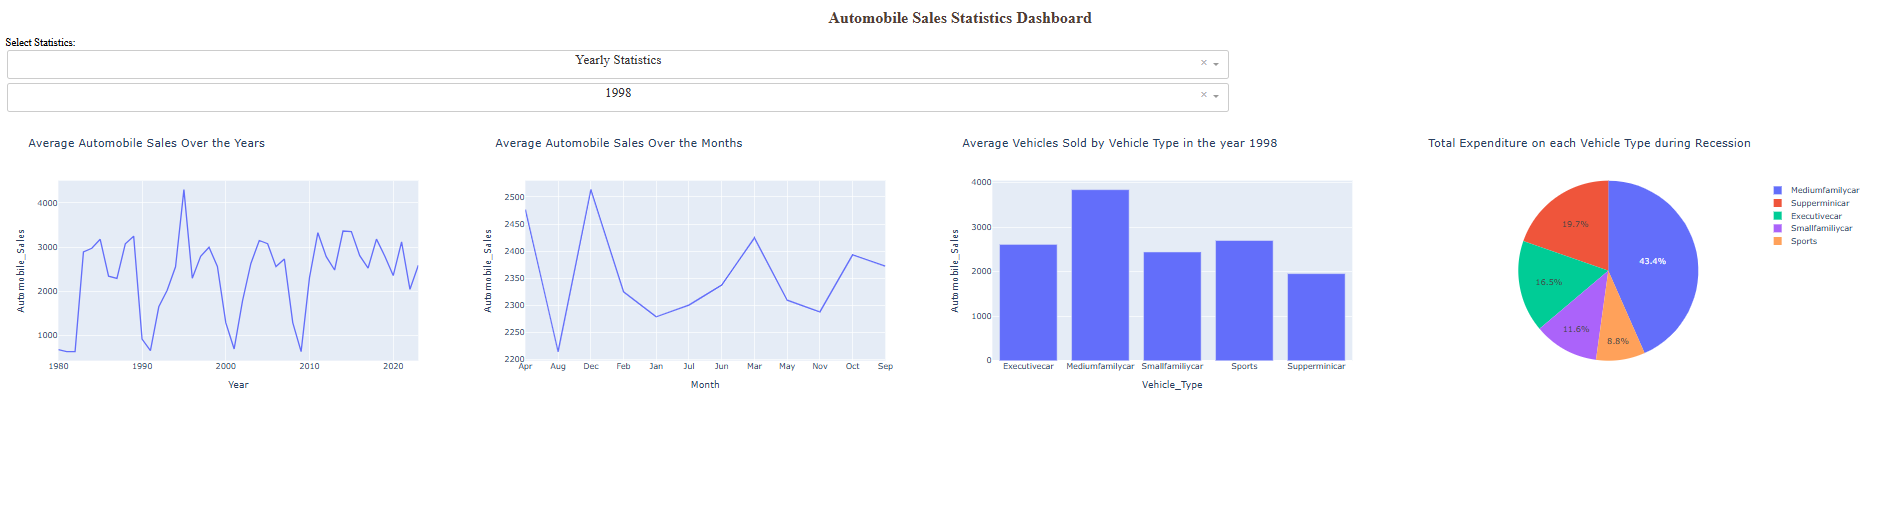 Automobile Sales Statistics Dashboard
Select Statistics:
Yearly Statistics
×
1998
×
Average Automobile Sales Over the Years
4000
3000
2000
1000
Automobile_Sales
1980 1990 2000 2010 2020
Year
Average Automobile Sales Over the Months
2500
2450
2400
2350
2300
2250
2200
Automobile_Sales
Apr Aug Dec Feb Jan Jul Jun Mar May Nov Oct Sep
Month
Average Vehicles Sold by Vehicle Type in the year 1998
4000
3000
2000
1000
0
Automobile_Sales
Executivecar Mediumfamilycar Smallfamiliycar Sports Supperminicar
Vehicle_Type
Total Expenditure on each Vehicle Type during Recession
19.7%
43.4%
16.5%
11.6%
8.8%
Mediumfamilycar
Supperminicar
Executivecar
Smallfamiliycar
Sports